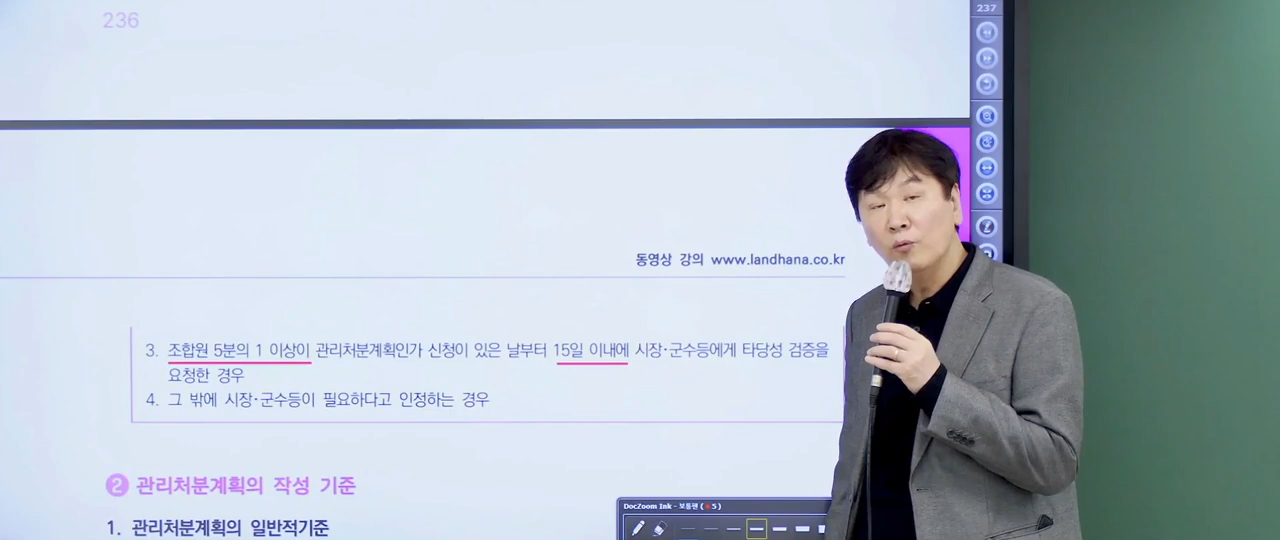 236
237
동영상 강의 www.landhana.co.kr
3. 조합원 5분의 1 이상이 관리처분계획인가 신청이 있은 날부터 15일 이내에 시장·군수등에게 타당성 검증을
요청한 경우
4. 그 밖에 시장·군수등이 필요하다고 인정하는 경우
2 관리처분계획의 작성 기준
DocZoom Ink - 보통펜 ( 5)
1. 관리처분계획의 일반적기준